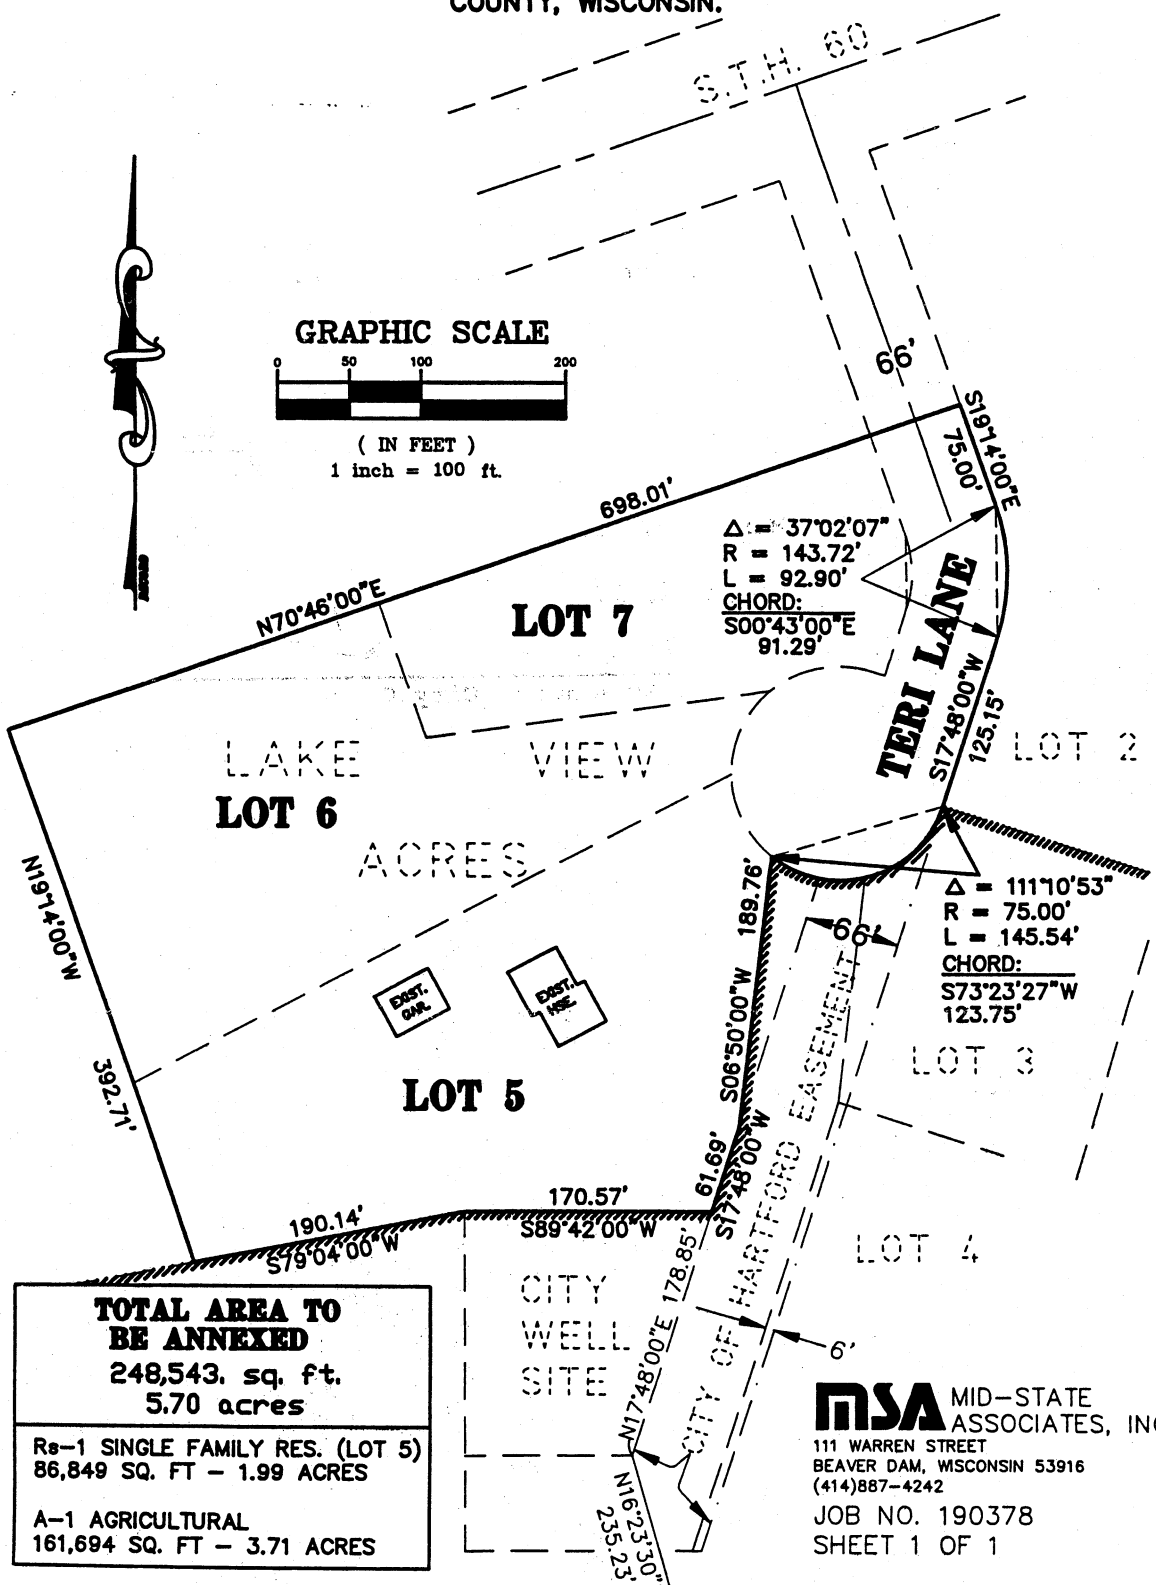 COUNTY, WISCONSIN.
S.T.H. 60
GRAPHIC SCALE
0 50 100 200
( IN FEET )
1 inch = 100 ft.
66'
S19°14'00"E
75.00'
698.01'
N70°46'00"E
Δ = 37°02'07"
R = 143.72'
L = 92.90'
CHORD:
S00°43'00"E
91.29'
LOT 7
TERI LANE
S17°48'00"W
125.15'
LOT 2
LAKE VIEW
LOT 6
ACRES
N19°14'00"W
392.71'
189.76'
S06°50'00"W
Δ = 111°10'53"
R = 75.00'
L = 145.54'
CHORD:
S73°23'27"W
123.75'
66'
EXIST.
GAR.
EXIST.
HSE.
LOT 5
LOT 3
61.69'
S17°48'00"W
170.57'
S89°42'00"W
190.14'
S79°04'00"W
CITY OF HARTFORD EASEMENT
LOT 4
CITY
WELL
SITE
N17°48'00"E 178.85'
6'
N16°23'30"
235.23'
TOTAL AREA TO
BE ANNEXED
248,543. sq. ft.
5.70 acres
Rs-1 SINGLE FAMILY RES. (LOT 5)
86,849 SQ. FT - 1.99 ACRES
A-1 AGRICULTURAL
161,694 SQ. FT - 3.71 ACRES
MSA MID-STATE
ASSOCIATES, INC
111 WARREN STREET
BEAVER DAM, WISCONSIN 53916
(414)887-4242
JOB NO. 190378
SHEET 1 OF 1